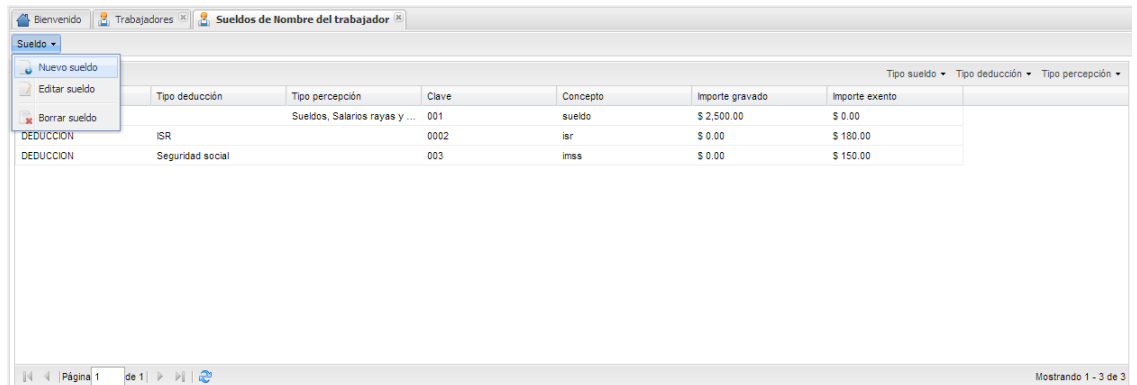 Bienvenido Trabajadores Sueldos de Nombre del trabajador
Sueldo
Nuevo sueldo
Tipo sueldo Tipo deducción Tipo percepción
Editar sueldo
Tipo deducción Tipo percepción Clave Concepto Importe gravado Importe exento
Borrar sueldo
Sueldos, Salarios rayas y ... 001 sueldo $ 2,500.00 $ 0.00
DEDUCCION ISR 0002 isr $ 0.00 $ 180.00
DEDUCCION Seguridad social 003 imss $ 0.00 $ 150.00
Página 1 de 1 Mostrando 1 - 3 de 3